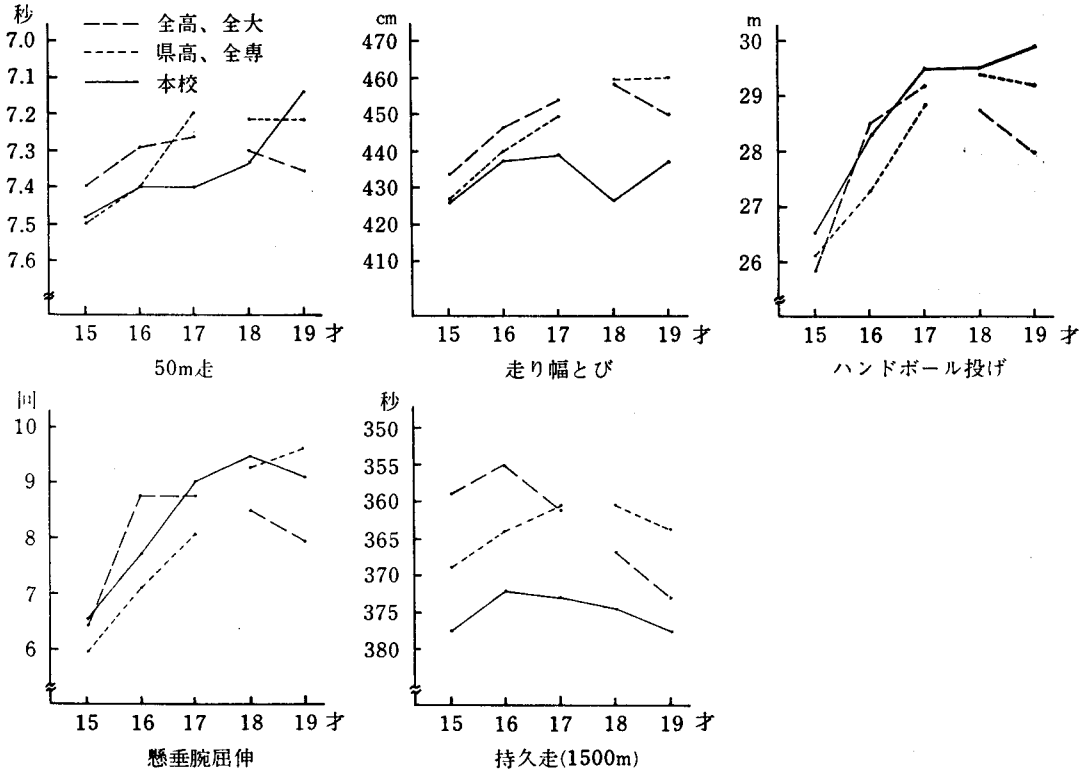 秒
7.0
7.1
7.2
7.3
7.4
7.5
7.6
全高、全大
県高、全専
本校
15 16 17 18 19 才
50m走
cm
470
460
450
440
430
420
410
15 16 17 18 19 才
走り幅とび
m
30
29
28
27
26
15 16 17 18 19 才
ハンドボール投げ
回
10
9
8
7
6
15 16 17 18 19 才
懸垂腕屈伸
秒
350
355
360
365
370
375
380
15 16 17 18 19 才
持久走(1500m)